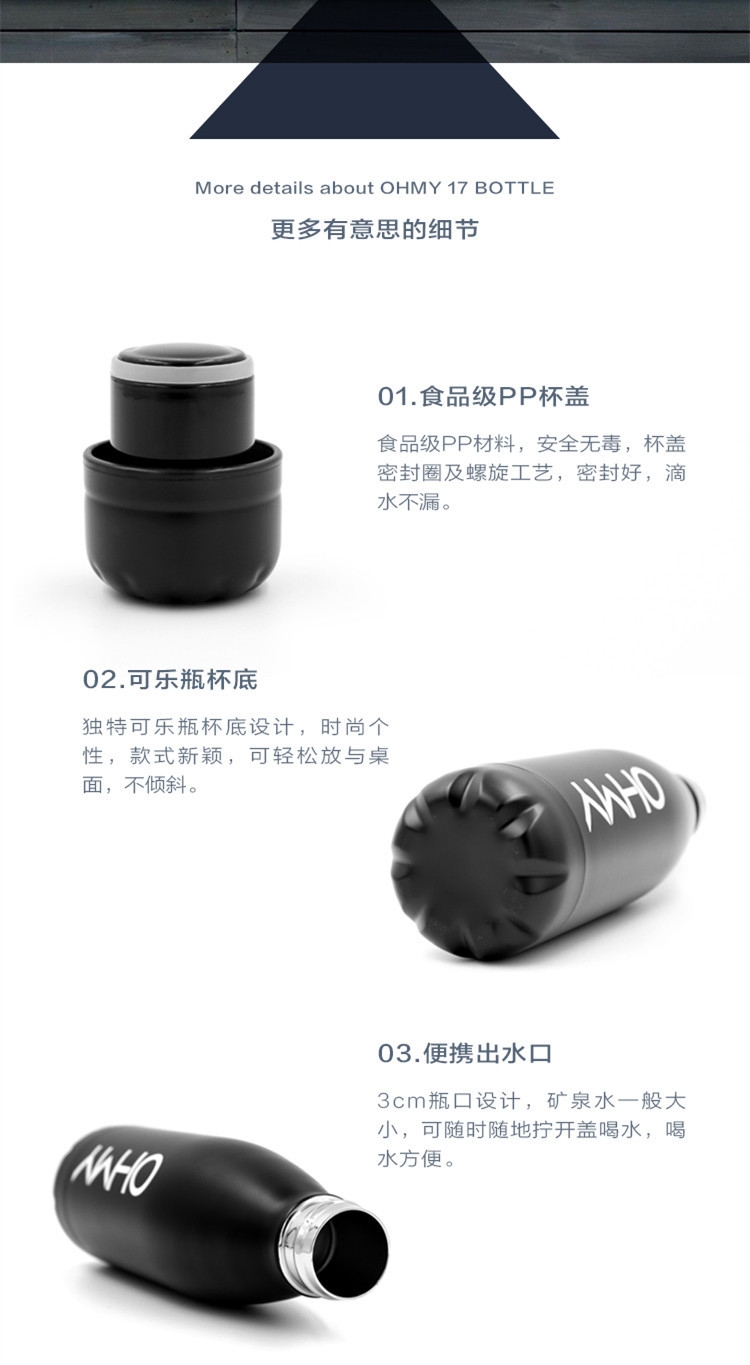 More details about OHMY 17 BOTTLE
更多有意思的细节
01.食品级PP杯盖
食品级PP材料，安全无毒，杯盖
密封圈及螺旋工艺，密封好，滴
水不漏。
02.可乐瓶杯底
独特可乐瓶杯底设计，时尚个
性，款式新颖，可轻松放与桌
面，不倾斜。
OHMY
03.便携出水口
3cm瓶口设计，矿泉水一般大
小，可随时随地拧开盖喝水，喝
水方便。
OHMY